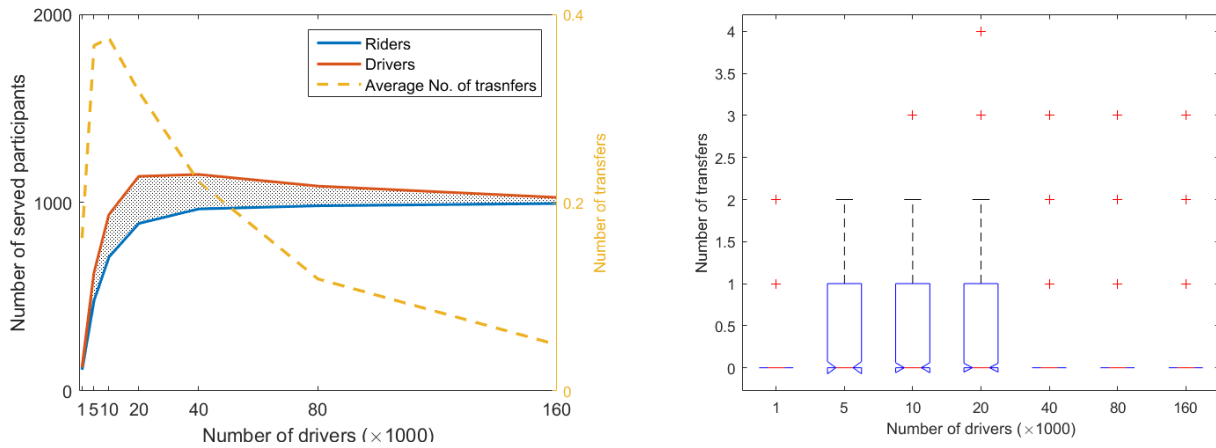 2000
1500
1000
500
0
Number of served participants
Riders
Drivers
Average No. of trasnfers
0.4
0.2
0
Number of transfers
1 5 10 20 40 80 160
Number of drivers (×1000)
4
3.5
3
2.5
2
1.5
1
0.5
0
Number of transfers
1 5 10 20 40 80 160
Number of drivers (×1000)